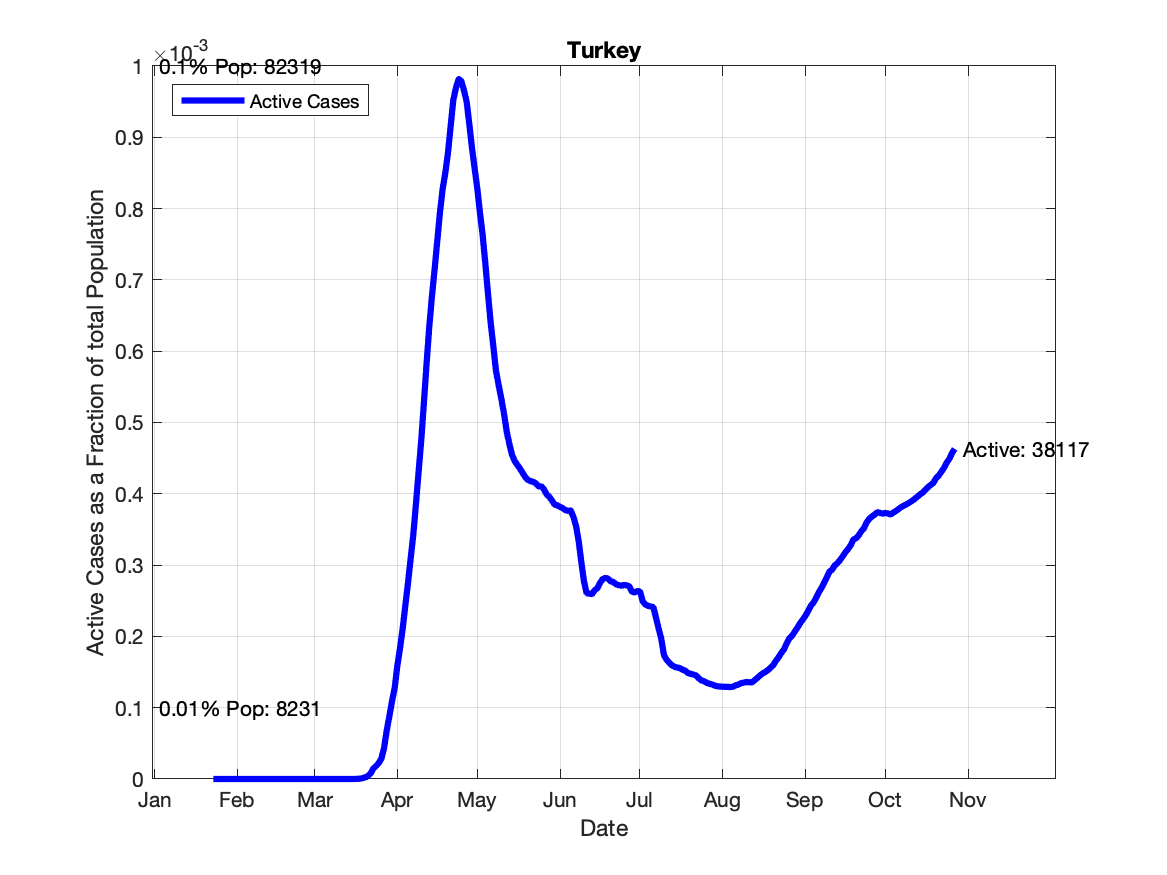 Turkey
×10-3
1
0.1% Pop: 82319
Active Cases
0.9
0.8
0.7
0.6
0.5
Active: 38117
0.4
0.3
0.2
0.1
0.01% Pop: 8231
0
Active Cases as a Fraction of total Population
Jan Feb Mar Apr May Jun Jul Aug Sep Oct Nov
Date